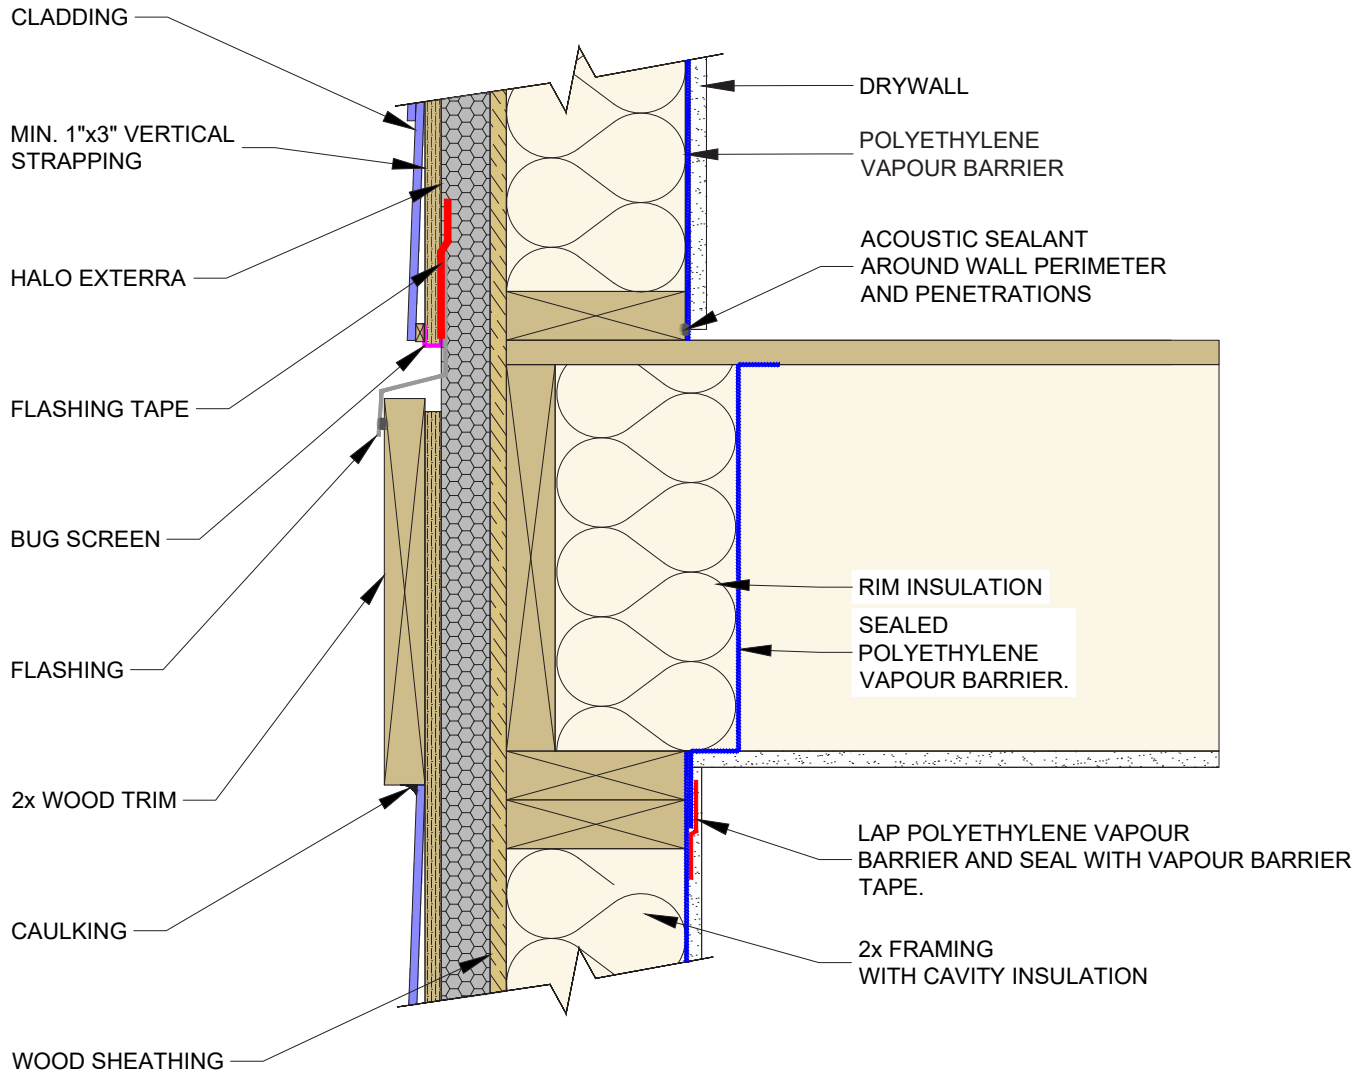 CLADDING
MIN. 1"x3" VERTICAL
STRAPPING
HALO EXTERRA
FLASHING TAPE
BUG SCREEN
FLASHING
2x WOOD TRIM
CAULKING
WOOD SHEATHING
DRYWALL
POLYETHYLENE
VAPOUR BARRIER
ACOUSTIC SEALANT
AROUND WALL PERIMETER
AND PENETRATIONS
RIM INSULATION
SEALED
POLYETHYLENE
VAPOUR BARRIER.
LAP POLYETHYLENE VAPOUR
BARRIER AND SEAL WITH VAPOUR BARRIER
TAPE.
2x FRAMING
WITH CAVITY INSULATION